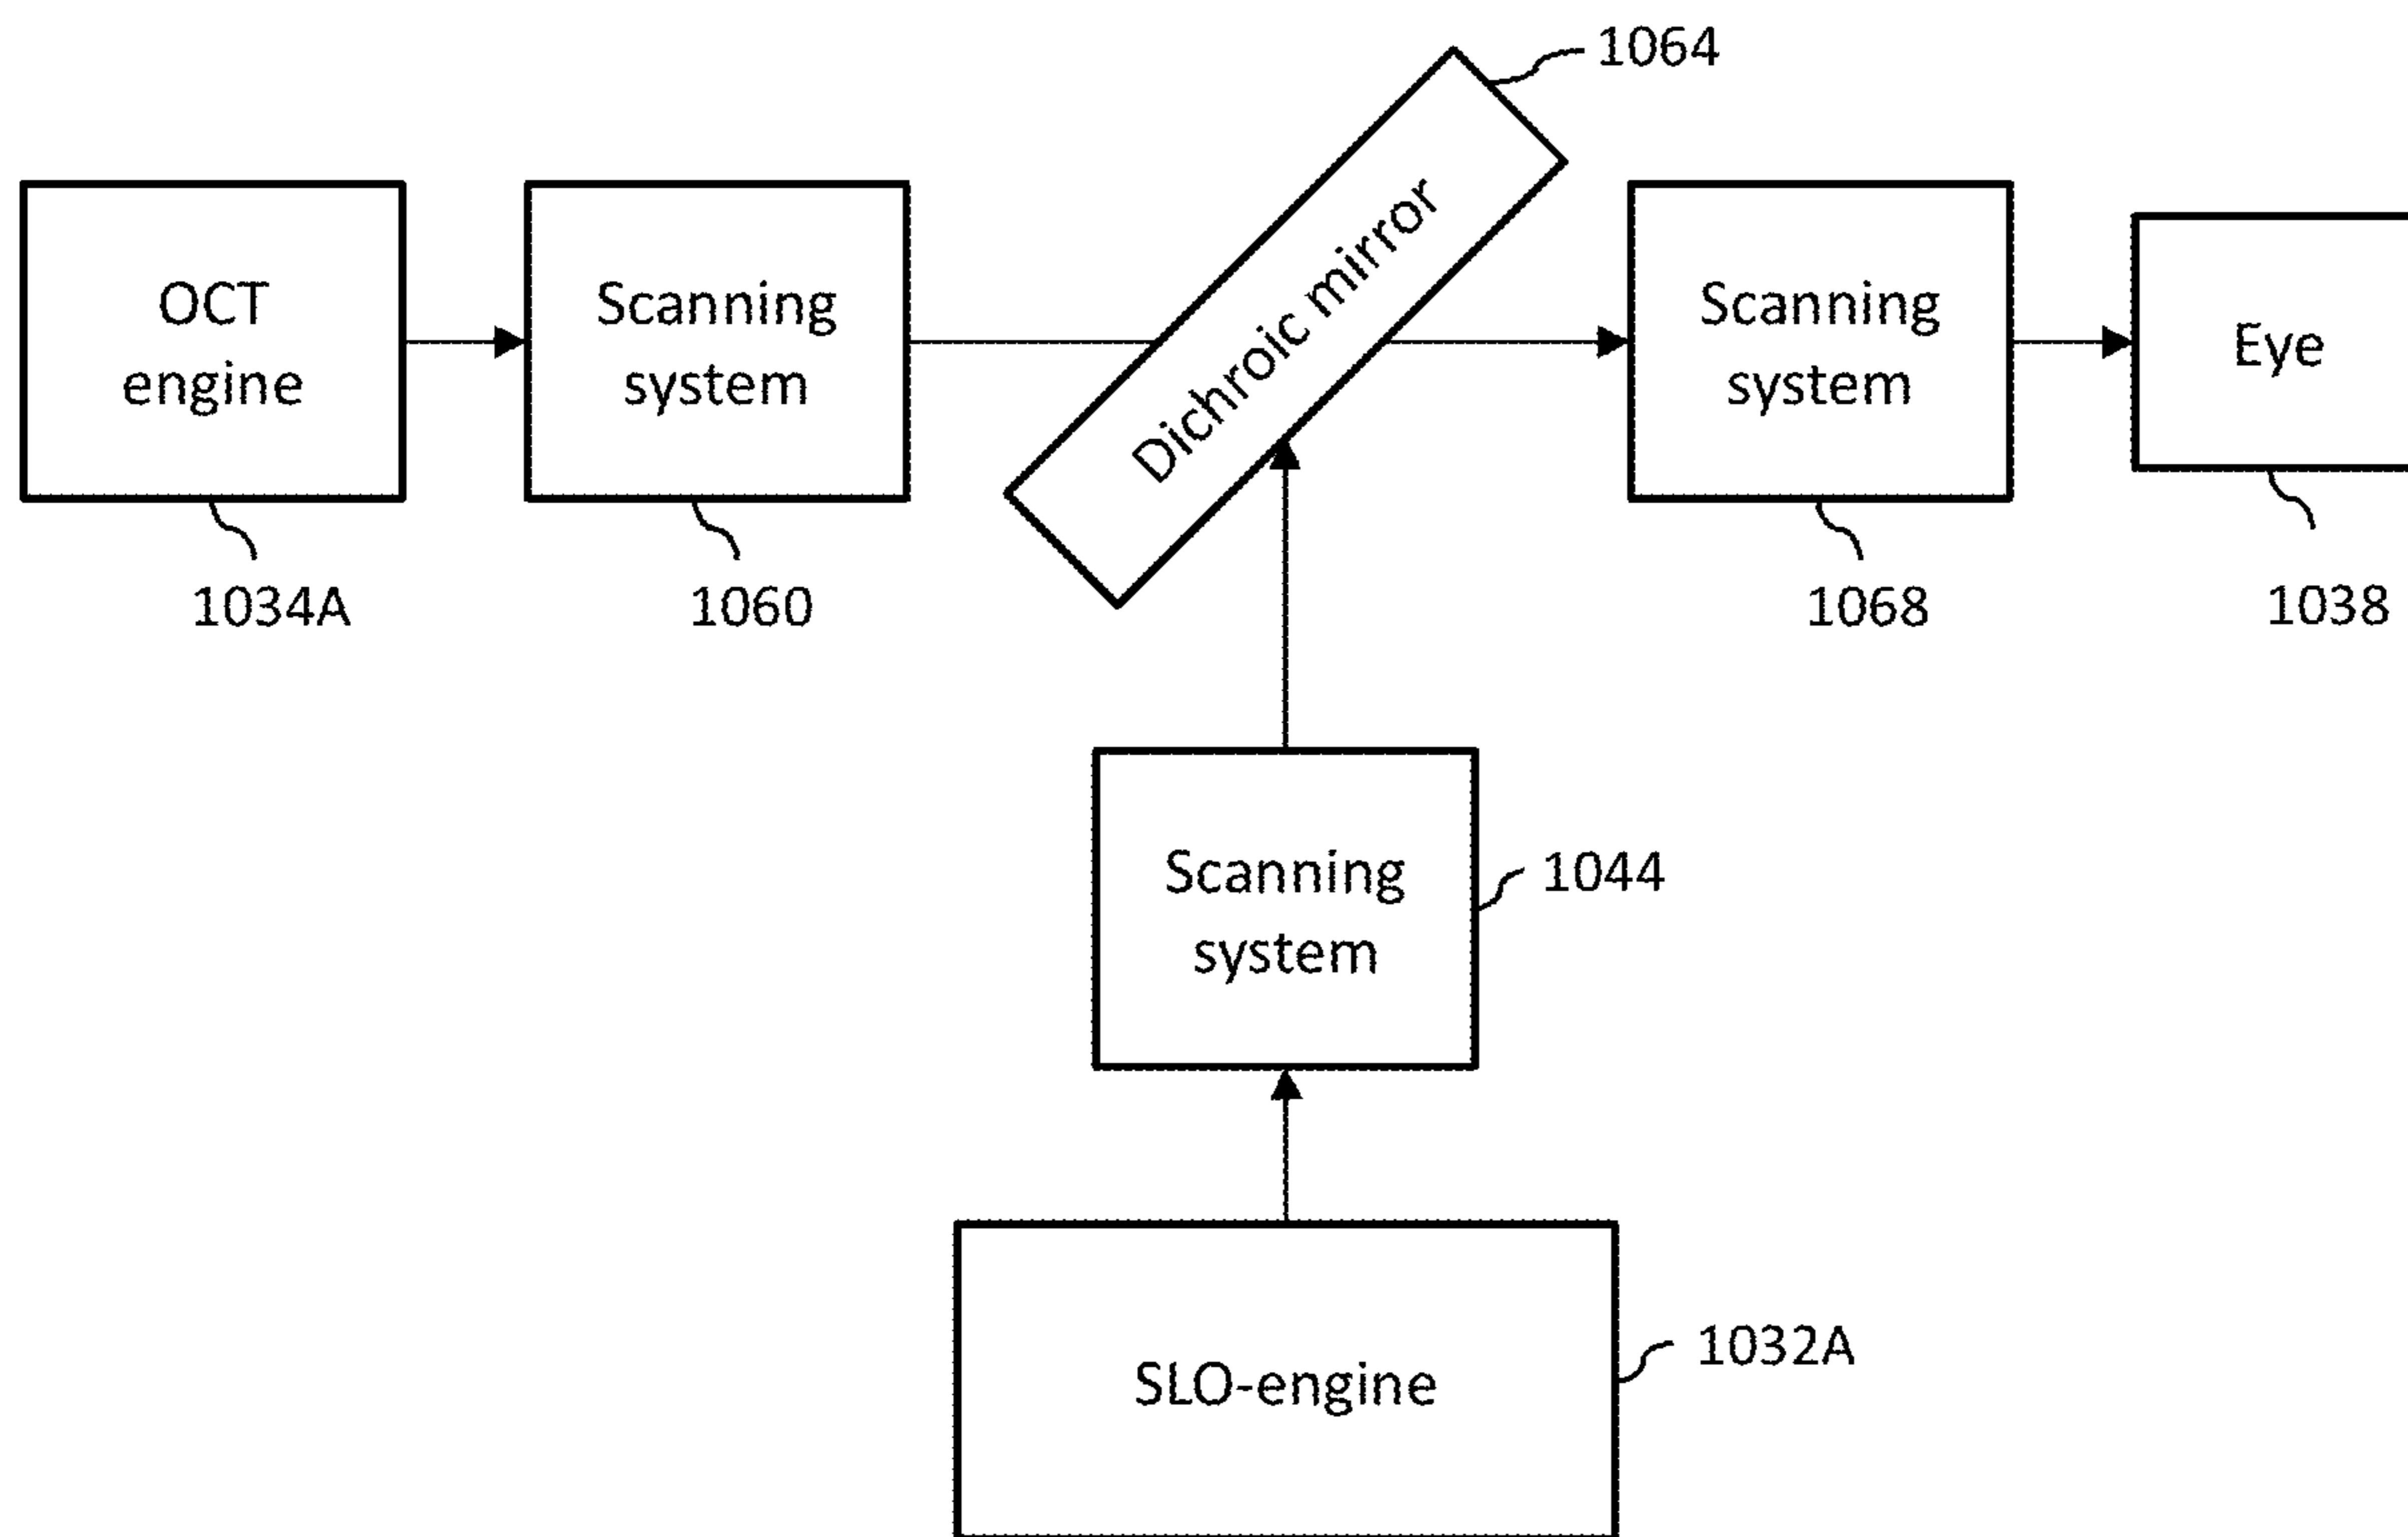 1064
OCT
engine
Scanning
system
Dichroic mirror
Scanning
system
Eye
1034A
1060
1068
1038
Scanning
system
1044
SLO-engine
1032A